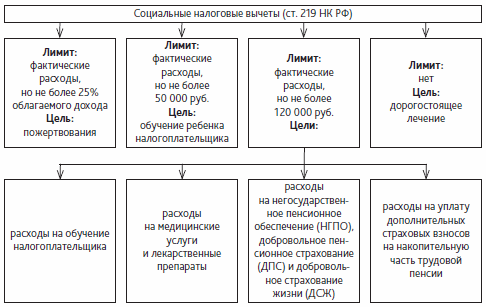 Социальные налоговые вычеты (ст. 219 НК РФ)
Лимит:
фактические
расходы,
но не более 25%
облагаемого дохода
Цель:
пожертвования
Лимит:
фактические
расходы,
но не более
50 000 руб.
Цель:
обучение ребенка
налогоплательщика
Лимит:
фактические
расходы,
но не более
120 000 руб.
Цели:
Лимит:
нет
Цель:
дорогостоящее
лечение
расходы на обучение
налогоплательщика
расходы
на медицинские
услуги
и лекарственные
препараты
расходы
на негосударствен-
ное пенсионное
обеспечение (НГПО),
добровольное пен-
сионное страхование
(ДПС) и доброволь-
ное страхование
жизни (ДСЖ)
расходы на уплату
дополнительных
страховых взносов
на накопительную
часть трудовой
пенсии